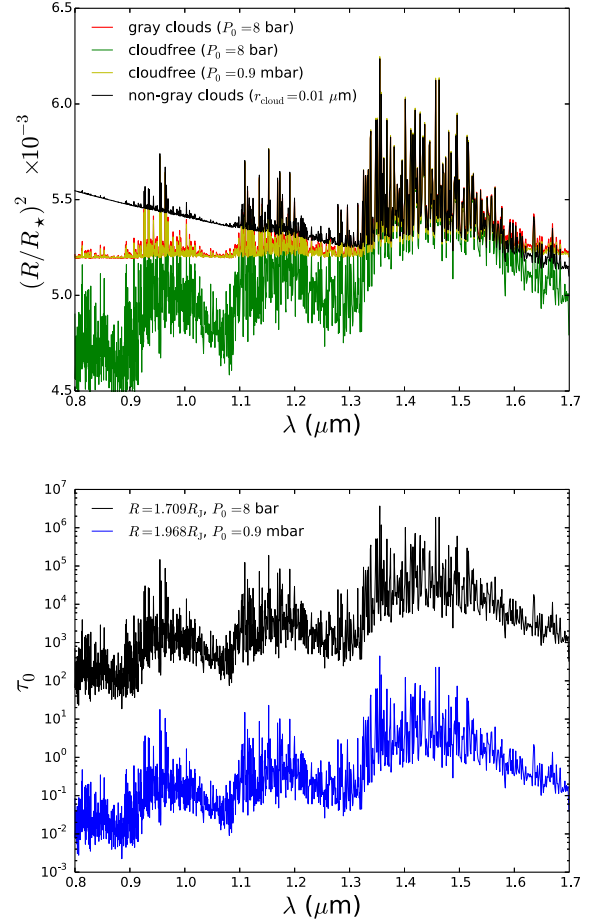 6.5
6.0
5.5
5.0
4.5
(R/R⋆)² ×10⁻³
gray clouds (P₀=8 bar)
cloudfree (P₀=8 bar)
cloudfree (P₀=0.9 mbar)
non-gray clouds (r_cloud=0.01 μm)
0.8 0.9 1.0 1.1 1.2 1.3 1.4 1.5 1.6 1.7
λ (μm)
10⁷
10⁶
10⁵
10⁴
10³
10²
10¹
10⁰
10⁻¹
10⁻²
10⁻³
τ₀
R=1.709R_J, P₀=8 bar
R=1.968R_J, P₀=0.9 mbar
0.8 0.9 1.0 1.1 1.2 1.3 1.4 1.5 1.6 1.7
λ (μm)